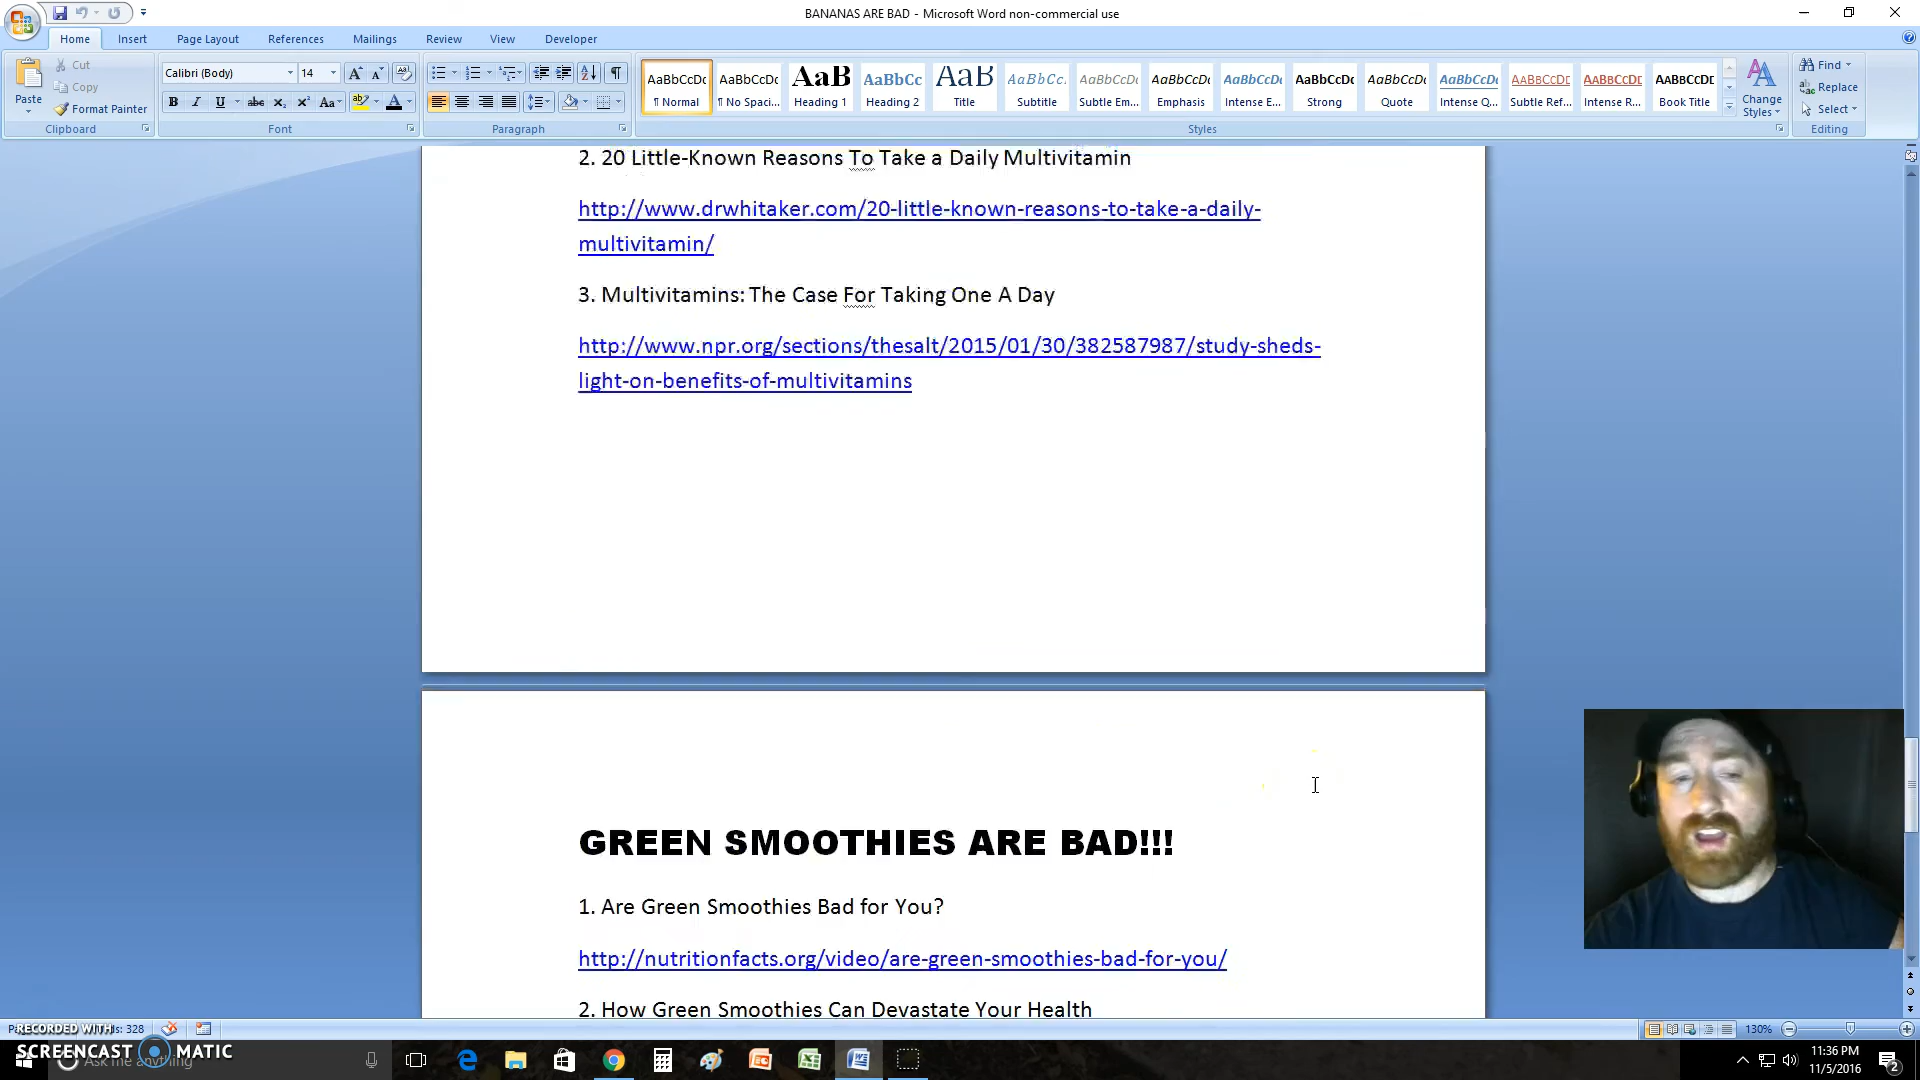 BANANAS ARE BAD - Microsoft Word non-commercial use
Home Insert Page Layout References Mailings Review View Developer
Paste
Cut
Copy
Format Painter
Clipboard
Calibri (Body) 14
Font
Paragraph
AaBbCcDc AaBbCcDc AaB AaBbCc AaB AaBbCc. AaBbCcDc AaBbCcDc AaBbCcDc AaBbCcDc AaBbCcDc AaBbCcDc AABBCCDD AABBCCDD AABBCCDD
¶ Normal ¶ No Spaci... Heading 1 Heading 2 Title Subtitle Subtle Em... Emphasis Intense E... Strong Quote Intense Q... Subtle Ref... Intense R... Book Title
Change
Styles
Styles
Find
Replace
Select
Editing
2. 20 Little-Known Reasons To Take a Daily Multivitamin
http://www.drwhitaker.com/20-little-known-reasons-to-take-a-daily-
multivitamin/
3. Multivitamins: The Case For Taking One A Day
http://www.npr.org/sections/thesalt/2015/01/30/382587987/study-sheds-
light-on-benefits-of-multivitamins
GREEN SMOOTHIES ARE BAD!!!
1. Are Green Smoothies Bad for You?
http://nutritionfacts.org/video/are-green-smoothies-bad-for-you/
2. How Green Smoothies Can Devastate Your Health
328
130%
RECORDED WITH
SCREENCAST MATIC
Ask me anything
11:36 PM
11/5/2016
2